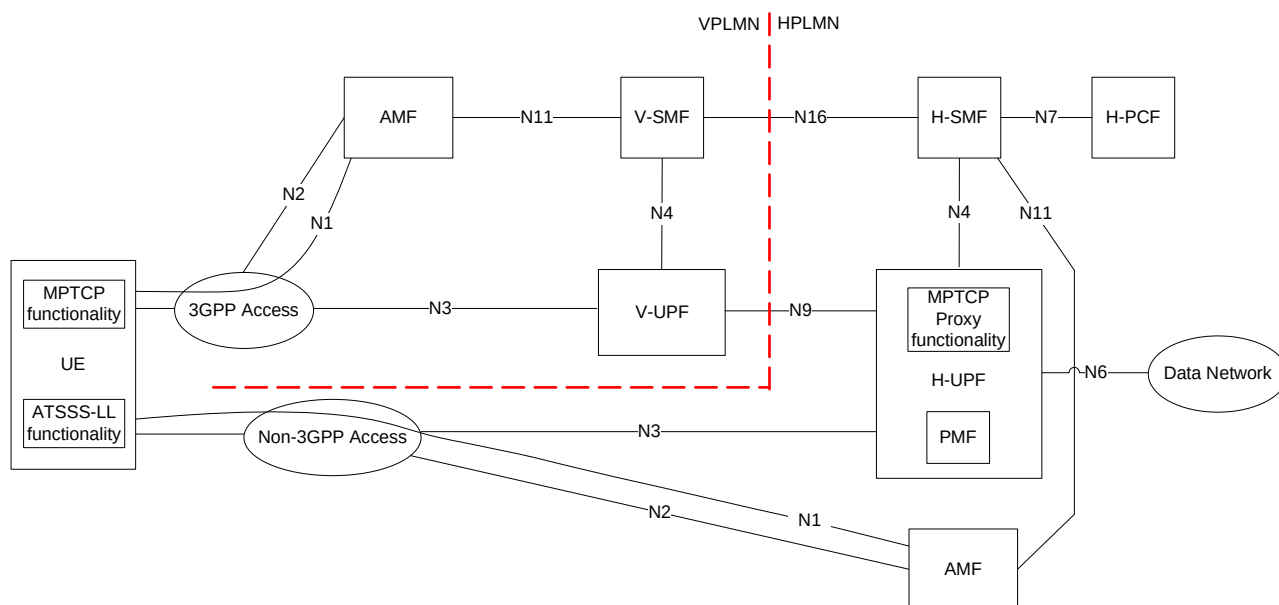 VPLMN
HPLMN
AMF
N11
V-SMF
N16
H-SMF
N7
H-PCF
N2
N1
N4
N4
N11
MPTCP
functionality
3GPP Access
N3
V-UPF
N9
MPTCP
Proxy
functionality
UE
H-UPF
N6
Data Network
ATSSS-LL
functionality
Non-3GPP Access
N3
PMF
N2
N1
AMF